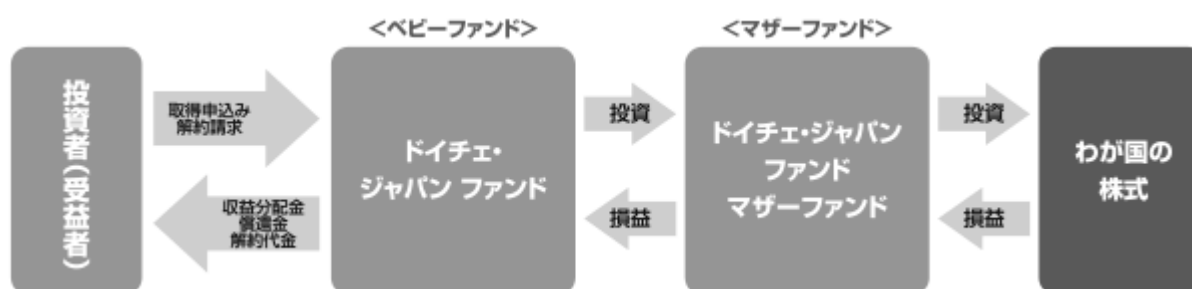 <ベビーファンド>
<マザーファンド>
投資者(受益者)
取得申込み
解約請求
収益分配金
償還金
解約代金
ドイチェ・
ジャパン ファンド
投資
損益
ドイチェ・ジャパン
ファンド
マザーファンド
投資
損益
わが国の
株式